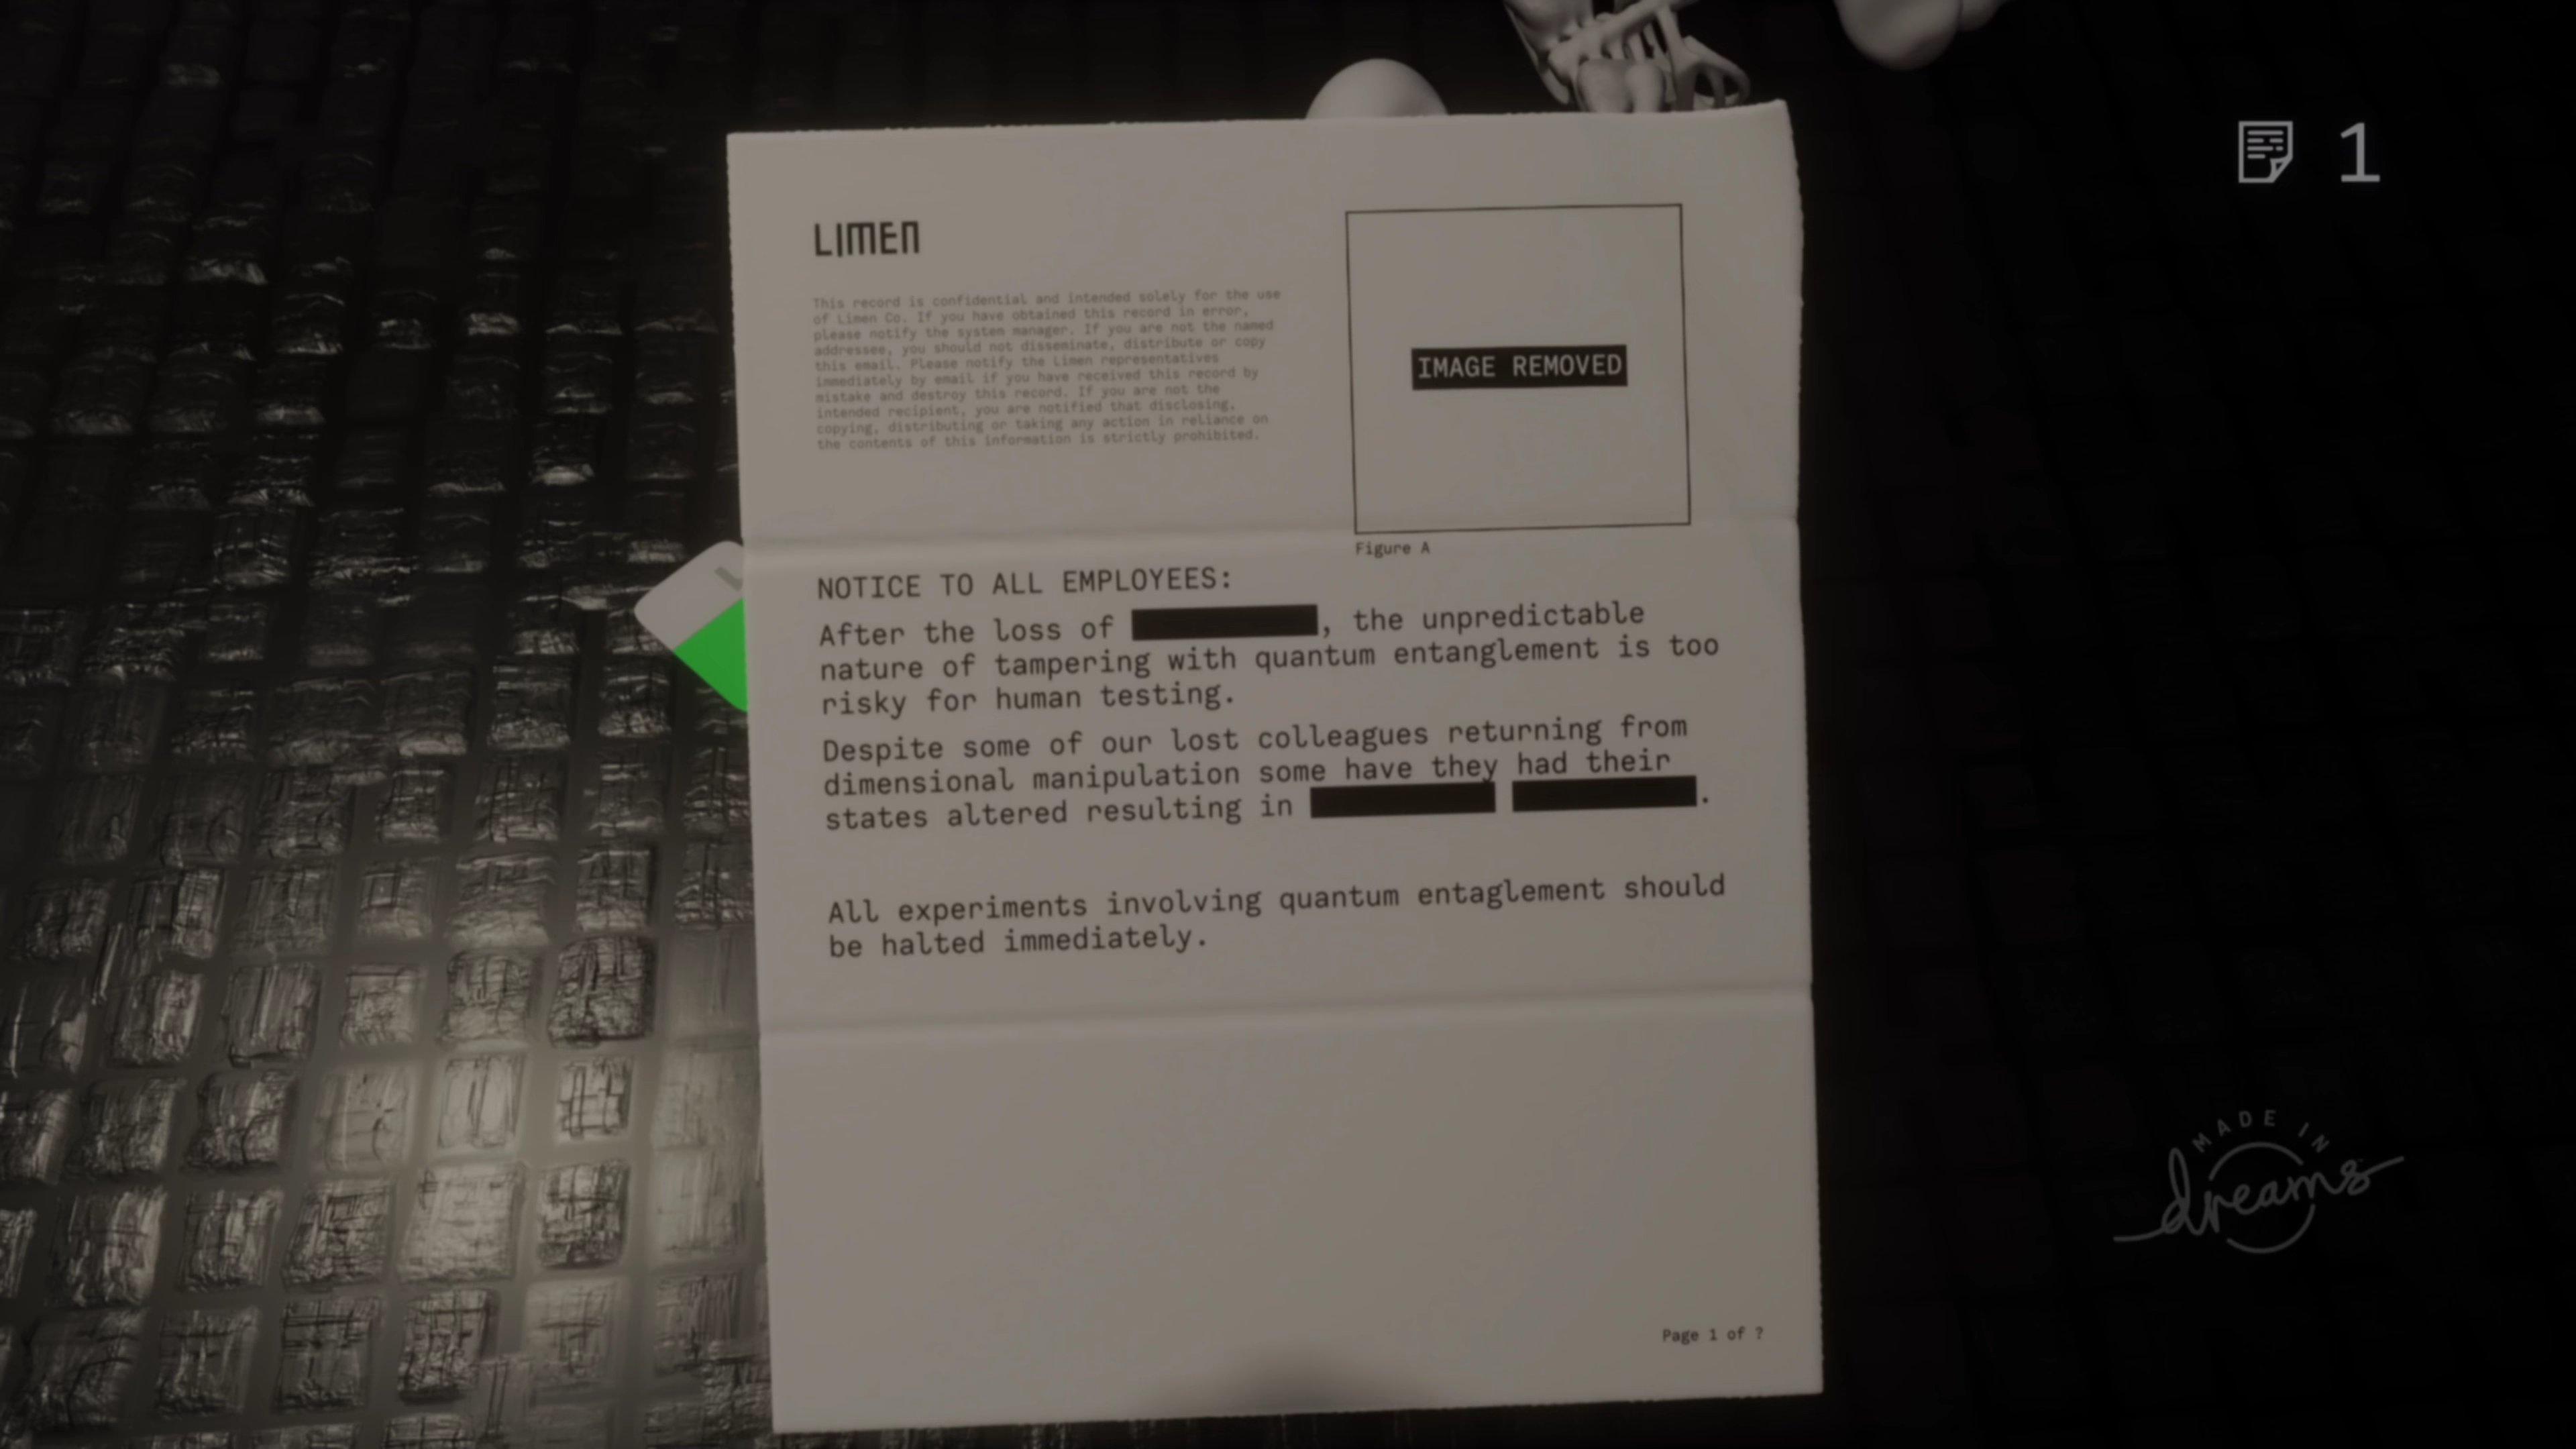 1
LIMEN
This record is confidential and intended solely for the use
of Limen Co. If you have obtained this record in error,
please notify the system manager. If you are not the named
addressee, you should not disseminate, distribute or copy
this email. Please notify the Limen representatives
immediately by email if you have received this record by
mistake and destroy this record. If you are not the
intended recipient, you are notified that disclosing,
copying, distributing or taking any action in reliance on
the contents of this information is strictly prohibited.
IMAGE REMOVED
Figure A
NOTICE TO ALL EMPLOYEES:
After the loss of , the unpredictable
nature of tampering with quantum entanglement is too
risky for human testing.
Despite some of our lost colleagues returning from
dimensional manipulation some have they had their
states altered resulting in .
All experiments involving quantum entaglement should
be halted immediately.
Page 1 of ?
MADE IN
dreams